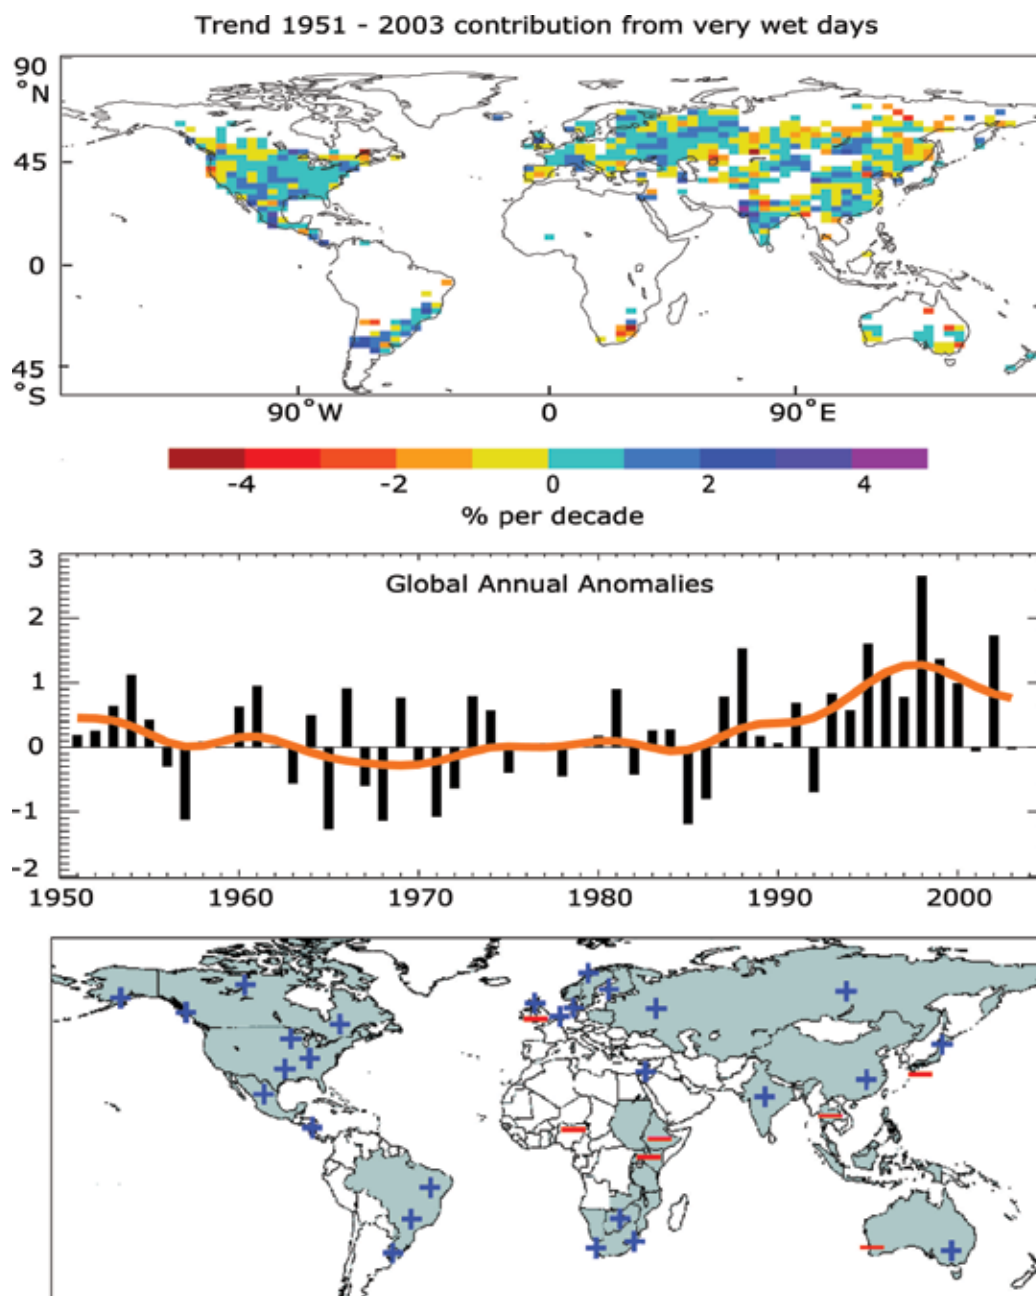 Trend 1951 - 2003 contribution from very wet days
90
°N
45
0
45
°S
90°W 0 90°E
-4 -2 0 2 4
% per decade
Global Annual Anomalies
3
2
1
0
-1
-2
1950 1960 1970 1980 1990 2000